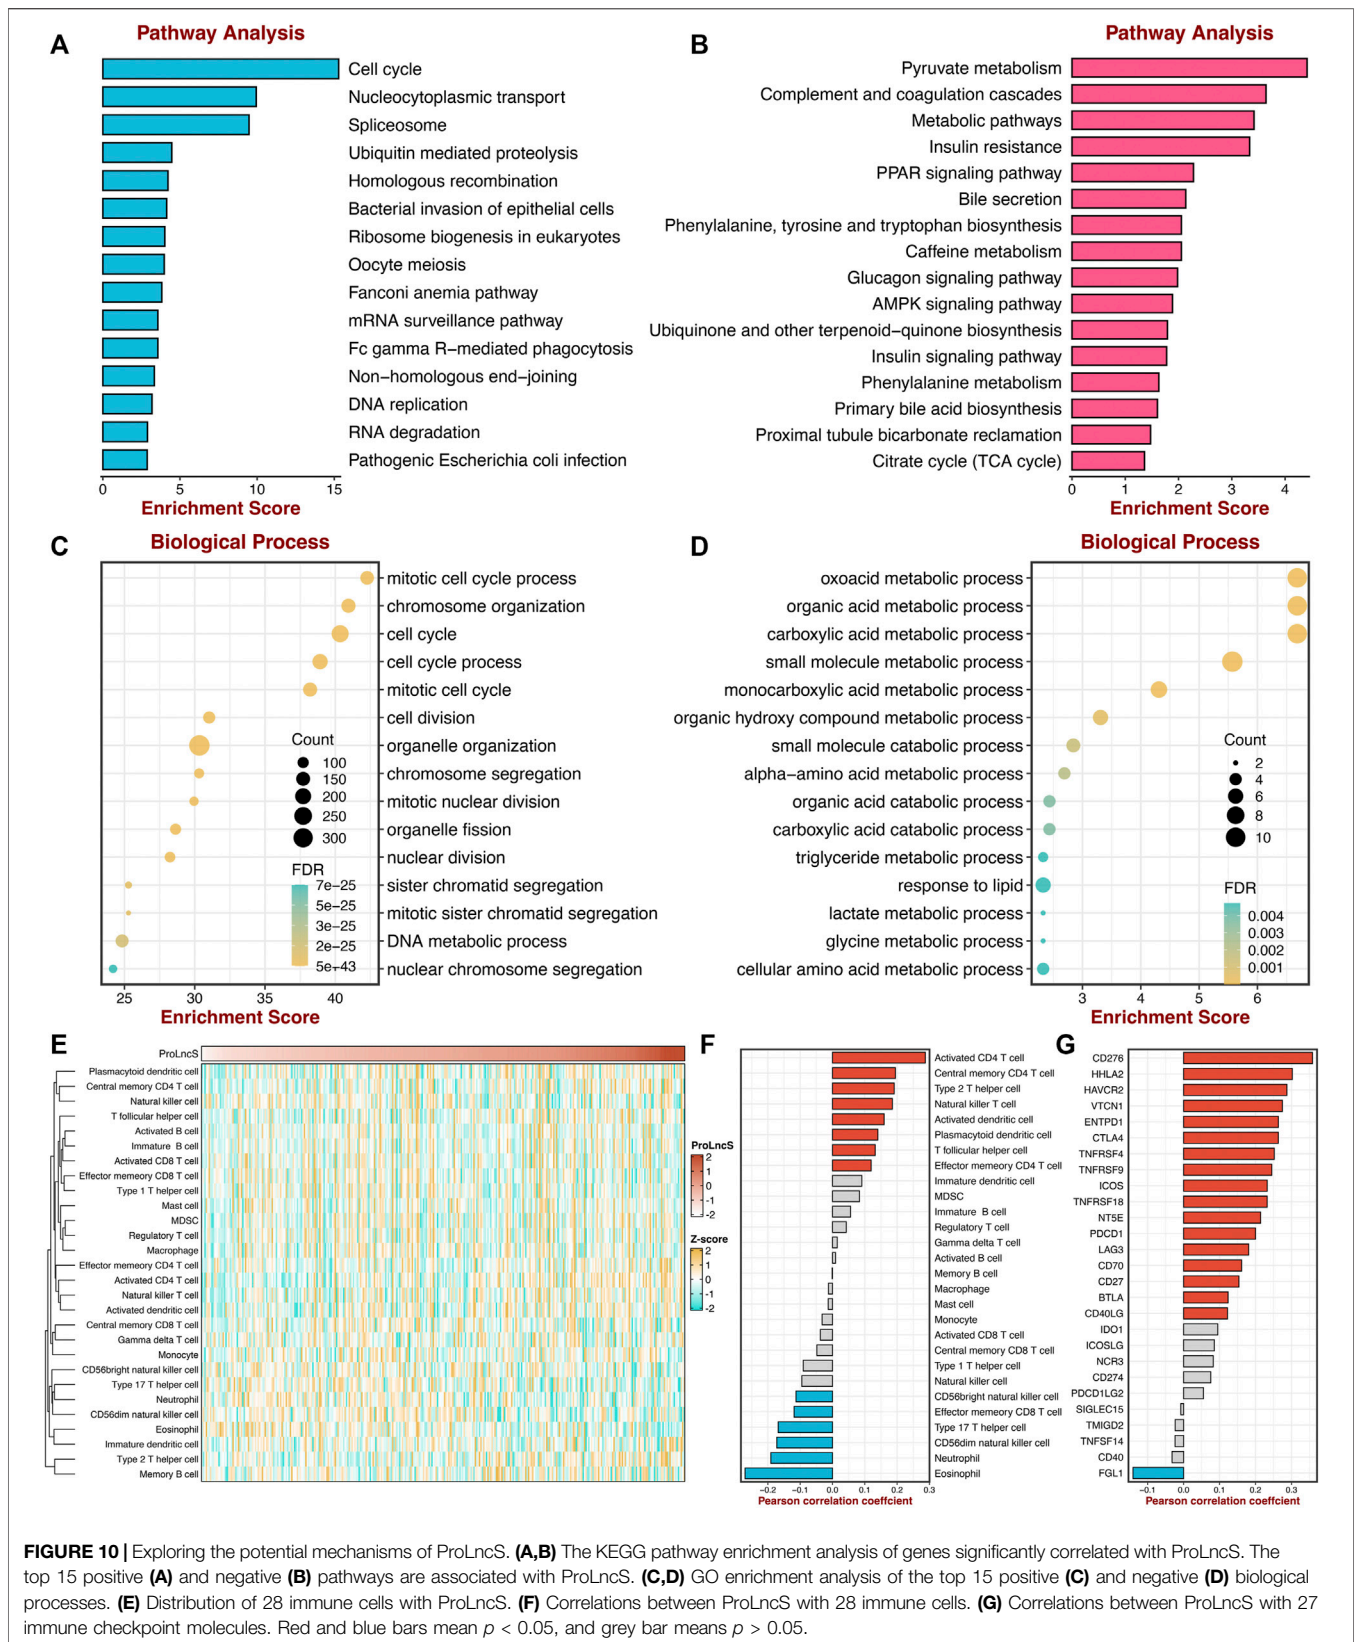 A
Pathway Analysis
Cell cycle
Nucleocytoplasmic transport
Spliceosome
Ubiquitin mediated proteolysis
Homologous recombination
Bacterial invasion of epithelial cells
Ribosome biogenesis in eukaryotes
Oocyte meiosis
Fanconi anemia pathway
mRNA surveillance pathway
Fc gamma R−mediated phagocytosis
Non−homologous end−joining
DNA replication
RNA degradation
Pathogenic Escherichia coli infection
0 5 10 15
Enrichment Score
B
Pathway Analysis
Pyruvate metabolism
Complement and coagulation cascades
Metabolic pathways
Insulin resistance
PPAR signaling pathway
Bile secretion
Phenylalanine, tyrosine and tryptophan biosynthesis
Caffeine metabolism
Glucagon signaling pathway
AMPK signaling pathway
Ubiquinone and other terpenoid−quinone biosynthesis
Insulin signaling pathway
Phenylalanine metabolism
Primary bile acid biosynthesis
Proximal tubule bicarbonate reclamation
Citrate cycle (TCA cycle)
0 1 2 3 4
Enrichment Score
C
Biological Process
mitotic cell cycle process
chromosome organization
cell cycle
cell cycle process
mitotic cell cycle
cell division
organelle organization
chromosome segregation
mitotic nuclear division
organelle fission
nuclear division
sister chromatid segregation
mitotic sister chromatid segregation
DNA metabolic process
nuclear chromosome segregation
Count
100
150
200
250
300
FDR
7e−25
5e−25
3e−25
2e−25
5e−43
25 30 35 40
Enrichment Score
D
Biological Process
oxoacid metabolic process
organic acid metabolic process
carboxylic acid metabolic process
small molecule metabolic process
monocarboxylic acid metabolic process
organic hydroxy compound metabolic process
small molecule catabolic process
alpha−amino acid metabolic process
organic acid catabolic process
carboxylic acid catabolic process
triglyceride metabolic process
response to lipid
lactate metabolic process
glycine metabolic process
cellular amino acid metabolic process
Count
2
4
6
8
10
FDR
0.004
0.003
0.002
0.001
3 4 5 6
Enrichment Score
E
ProLncS
Plasmacytoid dendritic cell
Central memory CD4 T cell
Natural killer cell
T follicular helper cell
Activated B cell
Immature  B cell
Activated CD8 T cell
Effector memeory CD8 T cell
Type 1 T helper cell
Mast cell
MDSC
Regulatory T cell
Macrophage
Effector memeory CD4 T cell
Activated CD4 T cell
Natural killer T cell
Activated dendritic cell
Central memory CD8 T cell
Gamma delta T cell
Monocyte
CD56bright natural killer cell
Type 17 T helper cell
Neutrophil
CD56dim natural killer cell
Eosinophil
Immature dendritic cell
Type 2 T helper cell
Memory B cell
ProLncS
2
1
0
-1
-2
Z-score
2
1
0
-1
-2
F
Activated CD4 T cell
Central memory CD4 T cell
Type 2 T helper cell
Natural killer T cell
Activated dendritic cell
Plasmacytoid dendritic cell
T follicular helper cell
Effector memeory CD4 T cell
Immature dendritic cell
MDSC
Immature  B cell
Regulatory T cell
Gamma delta T cell
Activated B cell
Memory B cell
Macrophage
Mast cell
Monocyte
Activated CD8 T cell
Central memory CD8 T cell
Type 1 T helper cell
Natural killer cell
CD56bright natural killer cell
Effector memeory CD8 T cell
Type 17 T helper cell
CD56dim natural killer cell
Neutrophil
Eosinophil
−0.2 −0.1 0.0 0.1 0.2 0.3
Pearson correlation coeffcient
G
CD276
HHLA2
HAVCR2
VTCN1
ENTPD1
CTLA4
TNFRSF4
TNFRSF9
ICOS
TNFRSF18
NT5E
PDCD1
LAG3
CD70
CD27
BTLA
CD40LG
IDO1
ICOSLG
NCR3
CD274
PDCD1LG2
SIGLEC15
TMIGD2
TNFSF14
CD40
FGL1
−0.1 0.0 0.1 0.2 0.3
Pearson correlation coeffcient
FIGURE 10 | Exploring the potential mechanisms of ProLncS. (A,B) The KEGG pathway enrichment analysis of genes significantly correlated with ProLncS. The
top 15 positive (A) and negative (B) pathways are associated with ProLncS. (C,D) GO enrichment analysis of the top 15 positive (C) and negative (D) biological
processes. (E) Distribution of 28 immune cells with ProLncS. (F) Correlations between ProLncS with 28 immune cells. (G) Correlations between ProLncS with 27
immune checkpoint molecules. Red and blue bars mean p < 0.05, and grey bar means p > 0.05.